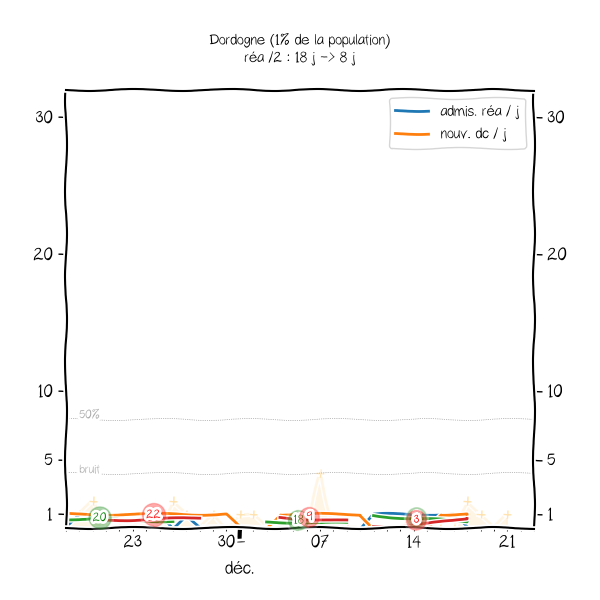 Dordogne (1% de la population)
réa /2 : 18 j -> 8 j
admis. réa / j
nouv. dc / j
30 30
20 20
10 10
50%
5 5
bruit
1 1
20 22 18 9 3
23 30 07 14 21
déc.